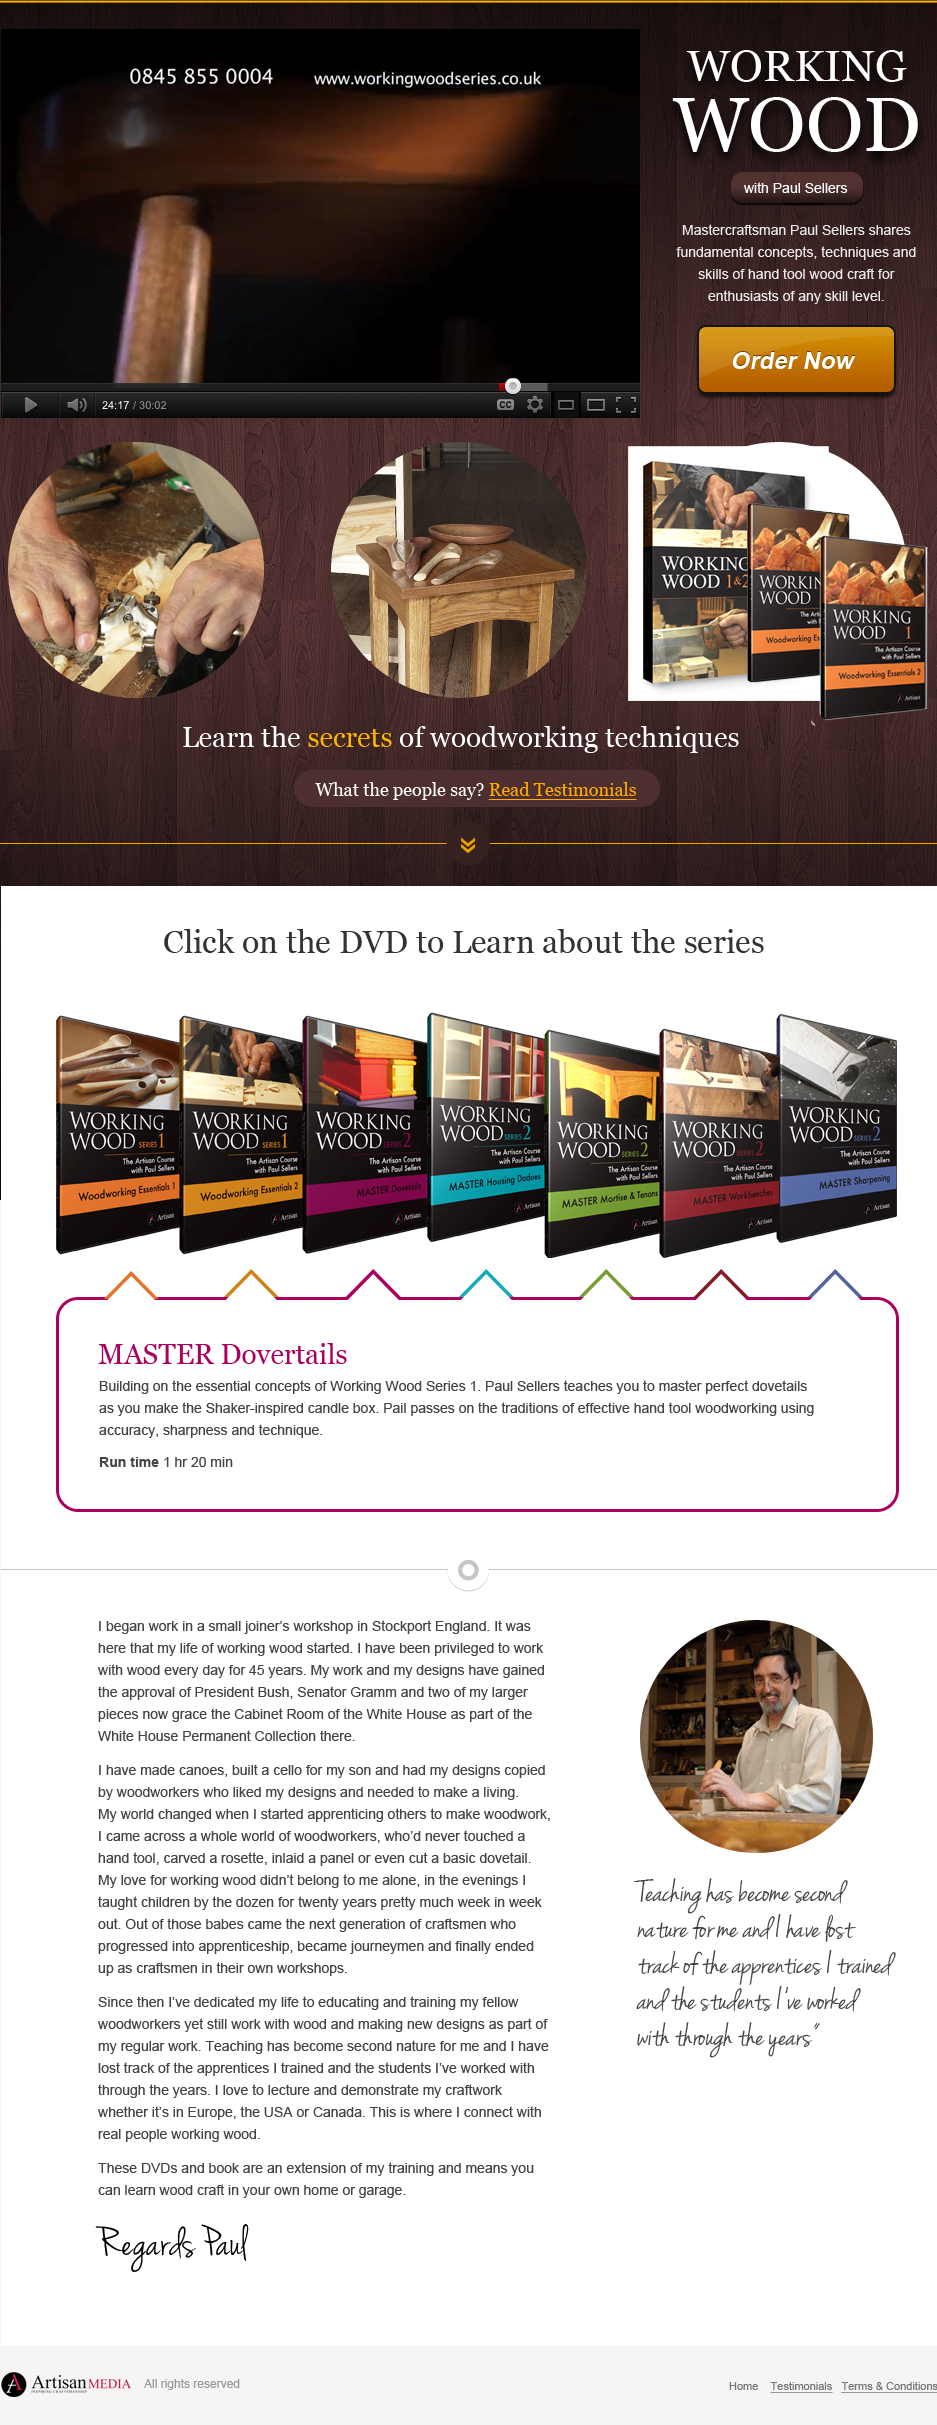 0845 855 0004 www.workingwoodseries.co.uk
24:17 / 30:02
CC
WORKING
WOOD
with Paul Sellers
Mastercraftsman Paul Sellers shares
fundamental concepts, techniques and
skills of hand tool wood craft for
enthusiasts of any skill level.
Order Now
WORKING
WOOD 1&2
WORKIN
WOOD
The Artis
with Pau
Woodworking E
WORKING
WOOD 1
The Artisan Course
with Paul Sellers
Woodworking Essentials 2
Artisan
Learn the secrets of woodworking techniques
What the people say? Read Testimonials
Click on the DVD to Learn about the series
WORKING
WOOD SERIES 1
The Artisan Course
with Paul Sellers
Woodworking Essentials 1
Artisan
WORKING
WOOD SERIES 1
The Artisan Course
with Paul Sellers
Woodworking Essentials 2
Artisan
WORKING
WOOD SERIES 2
The Artisan Course
with Paul Sellers
MASTER Dovetails
Artisan
WORKING
WOOD SERIES 2
The Artisan Course
with Paul Sellers
MASTER Housing Dadoes
Artisan
WORKING
WOOD SERIES 2
The Artisan Course
with Paul Sellers
MASTER Mortise & Tenons
Artisan
WORKING
WOOD SERIES 2
The Artisan Course
with Paul Sellers
MASTER Workbenches
Artisan
WORKING
WOOD SERIES 2
The Artisan Course
with Paul Sellers
MASTER Sharpening
Artisan
MASTER Dovertails
Building on the essential concepts of Working Wood Series 1. Paul Sellers teaches you to master perfect dovetails
as you make the Shaker-inspired candle box. Pail passes on the traditions of effective hand tool woodworking using
accuracy, sharpness and technique.
Run time 1 hr 20 min
I began work in a small joiner's workshop in Stockport England. It was
here that my life of working wood started. I have been privileged to work
with wood every day for 45 years. My work and my designs have gained
the approval of President Bush, Senator Gramm and two of my larger
pieces now grace the Cabinet Room of the White House as part of the
White House Permanent Collection there.
I have made canoes, built a cello for my son and had my designs copied
by woodworkers who liked my designs and needed to make a living.
My world changed when I started apprenticing others to make woodwork,
I came across a whole world of woodworkers, who'd never touched a
hand tool, carved a rosette, inlaid a panel or even cut a basic dovetail.
My love for working wood didn't belong to me alone, in the evenings I
taught children by the dozen for twenty years pretty much week in week
out. Out of those babes came the next generation of craftsmen who
progressed into apprenticeship, became journeymen and finally ended
up as craftsmen in their own workshops.
Since then I've dedicated my life to educating and training my fellow
woodworkers yet still work with wood and making new designs as part of
my regular work. Teaching has become second nature for me and I have
lost track of the apprentices I trained and the students I've worked with
through the years. I love to lecture and demonstrate my craftwork
whether it's in Europe, the USA or Canada. This is where I connect with
real people working wood.
These DVDs and book are an extension of my training and means you
can learn wood craft in your own home or garage.
Regards Paul
Teaching has become second
nature for me and I have lost
track of the apprentices I trained
and the students I've worked
with through the years"
Artisan MEDIA
INSPIRING CRAFTSMANSHIP
All rights reserved
Home Testimonials Terms & Conditions